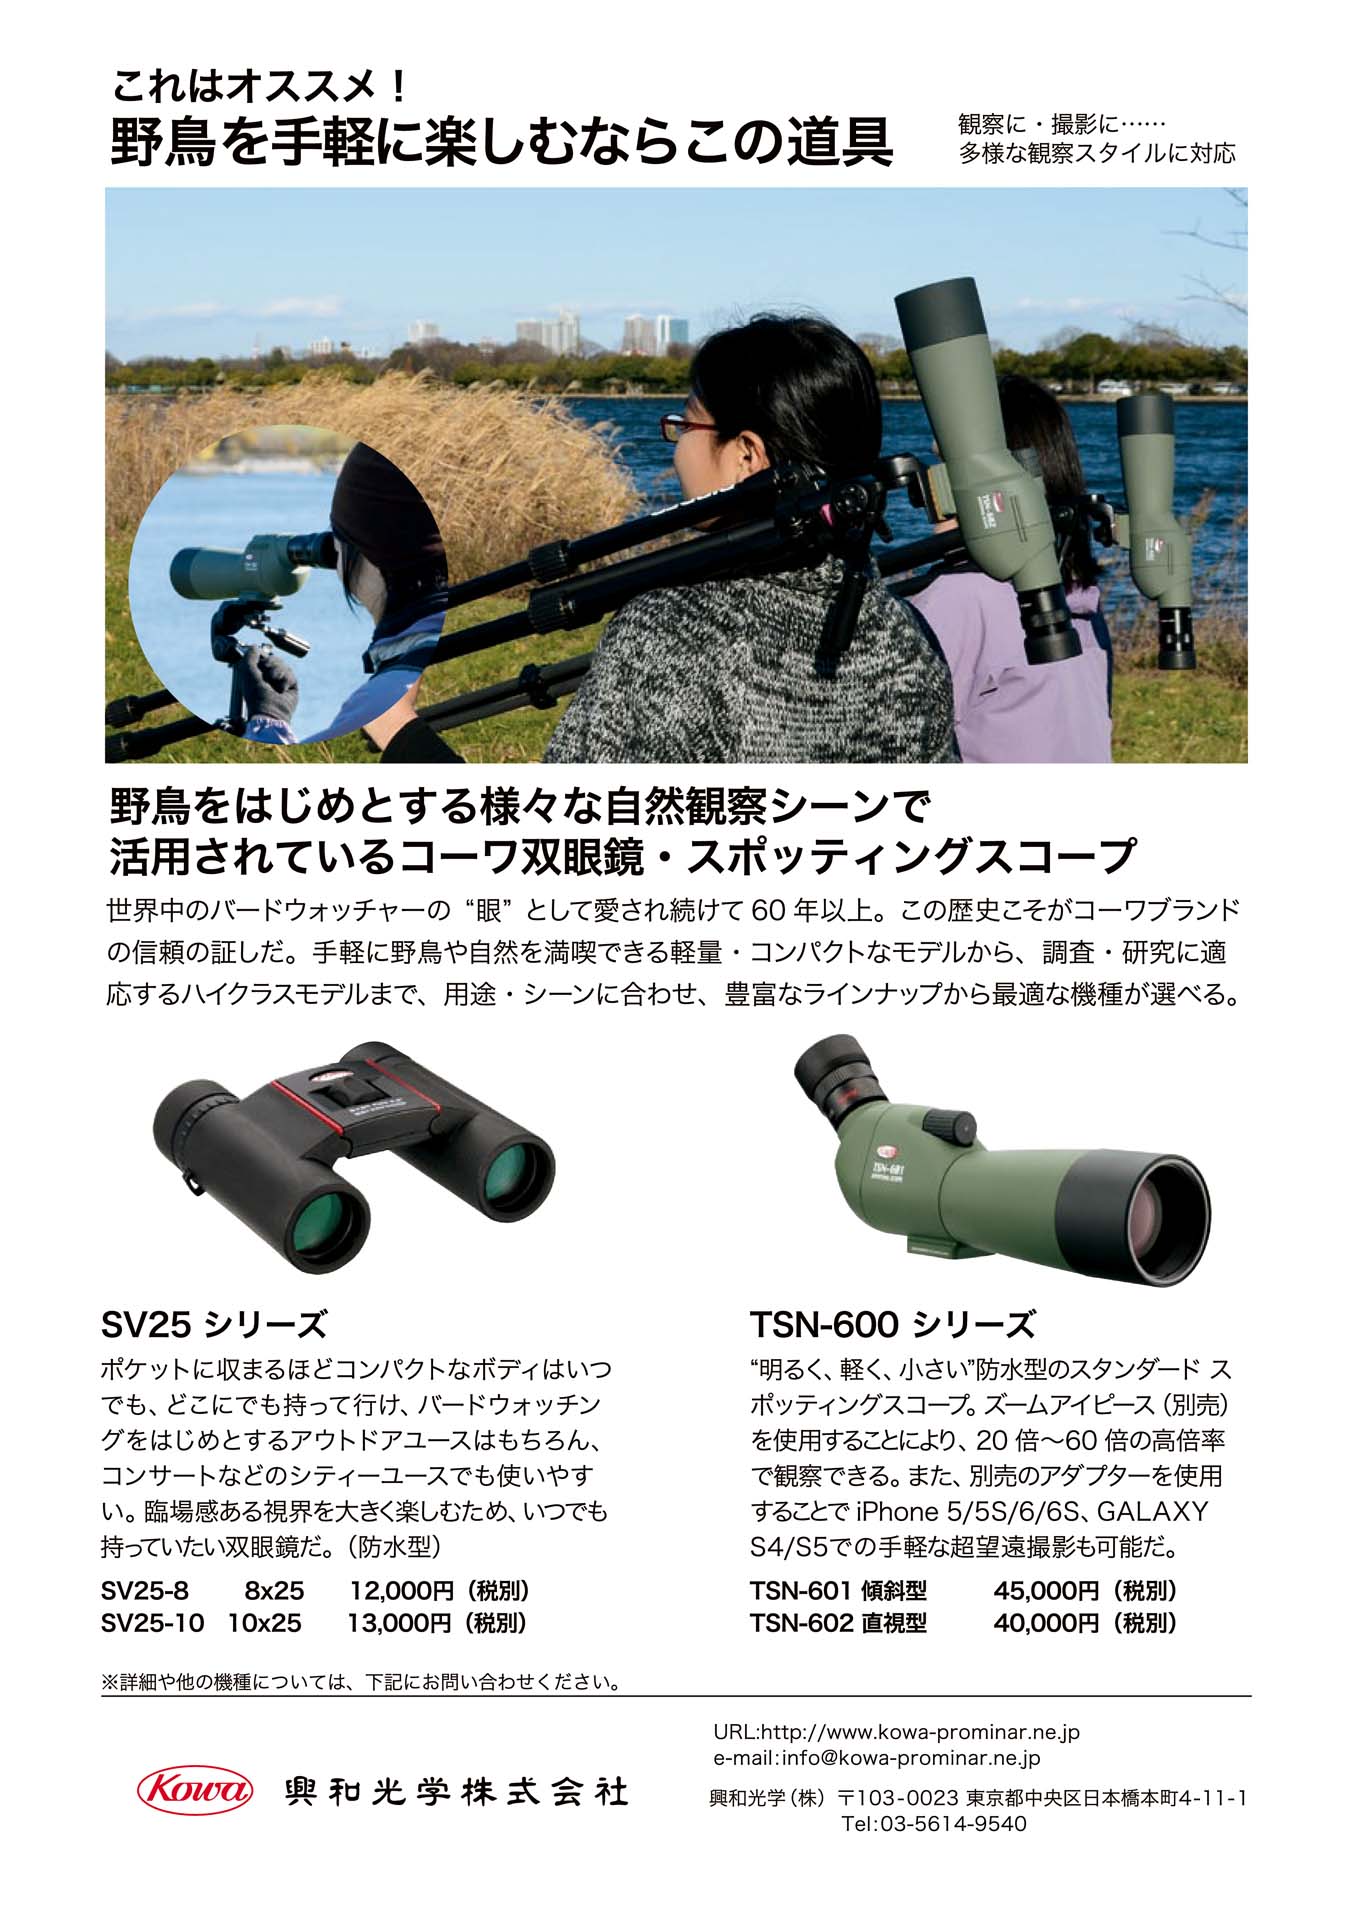 これはオススメ！
野鳥を手軽に楽しむならこの道具
観察に・撮影に……
多様な観察スタイルに対応
TSN-602
野鳥をはじめとする様々な自然観察シーンで
活用されているコーワ双眼鏡・スポッティングスコープ
世界中のバードウォッチャーの“眼”として愛され続けて 60 年以上。この歴史こそがコーワブランド
の信頼の証しだ。手軽に野鳥や自然を満喫できる軽量・コンパクトなモデルから、調査・研究に適
応するハイクラスモデルまで、用途・シーンに合わせ、豊富なラインナップから最適な機種が選べる。
TSN-601
SV25 シリーズ
ポケットに収まるほどコンパクトなボディはいつ
でも、どこにでも持って行け、バードウォッチン
グをはじめとするアウトドアユースはもちろん、
コンサートなどのシティーユースでも使いやす
い。臨場感ある視界を大きく楽しむため、いつでも
持っていたい双眼鏡だ。（防水型）
SV25-8 8x25 12,000円（税別）
SV25-10 10x25 13,000円（税別）
TSN-600 シリーズ
“明るく、軽く、小さい”防水型のスタンダード ス
ポッティングスコープ。ズームアイピース（別売）
を使用することにより、20 倍〜60 倍の高倍率
で観察できる。また、別売のアダプターを使用
することで iPhone 5/5S/6/6S、GALAXY
S4/S5での手軽な超望遠撮影も可能だ。
TSN-601 傾斜型 45,000円（税別）
TSN-602 直視型 40,000円（税別）
※詳細や他の機種については、下記にお問い合わせください。
Kowa 興和光学株式会社
URL:http://www.kowa-prominar.ne.jp
e-mail:info@kowa-prominar.ne.jp
興和光学（株）〒103-0023 東京都中央区日本橋本町4-11-1
Tel:03-5614-9540